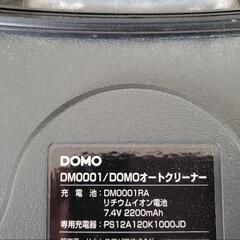 DOMO
DM0001/DOMOオートクリーナー
充電池：DM0001RA
リチウムイオン電池
7.4V 2200mAh
専用充電器：PS12A120K1000JD